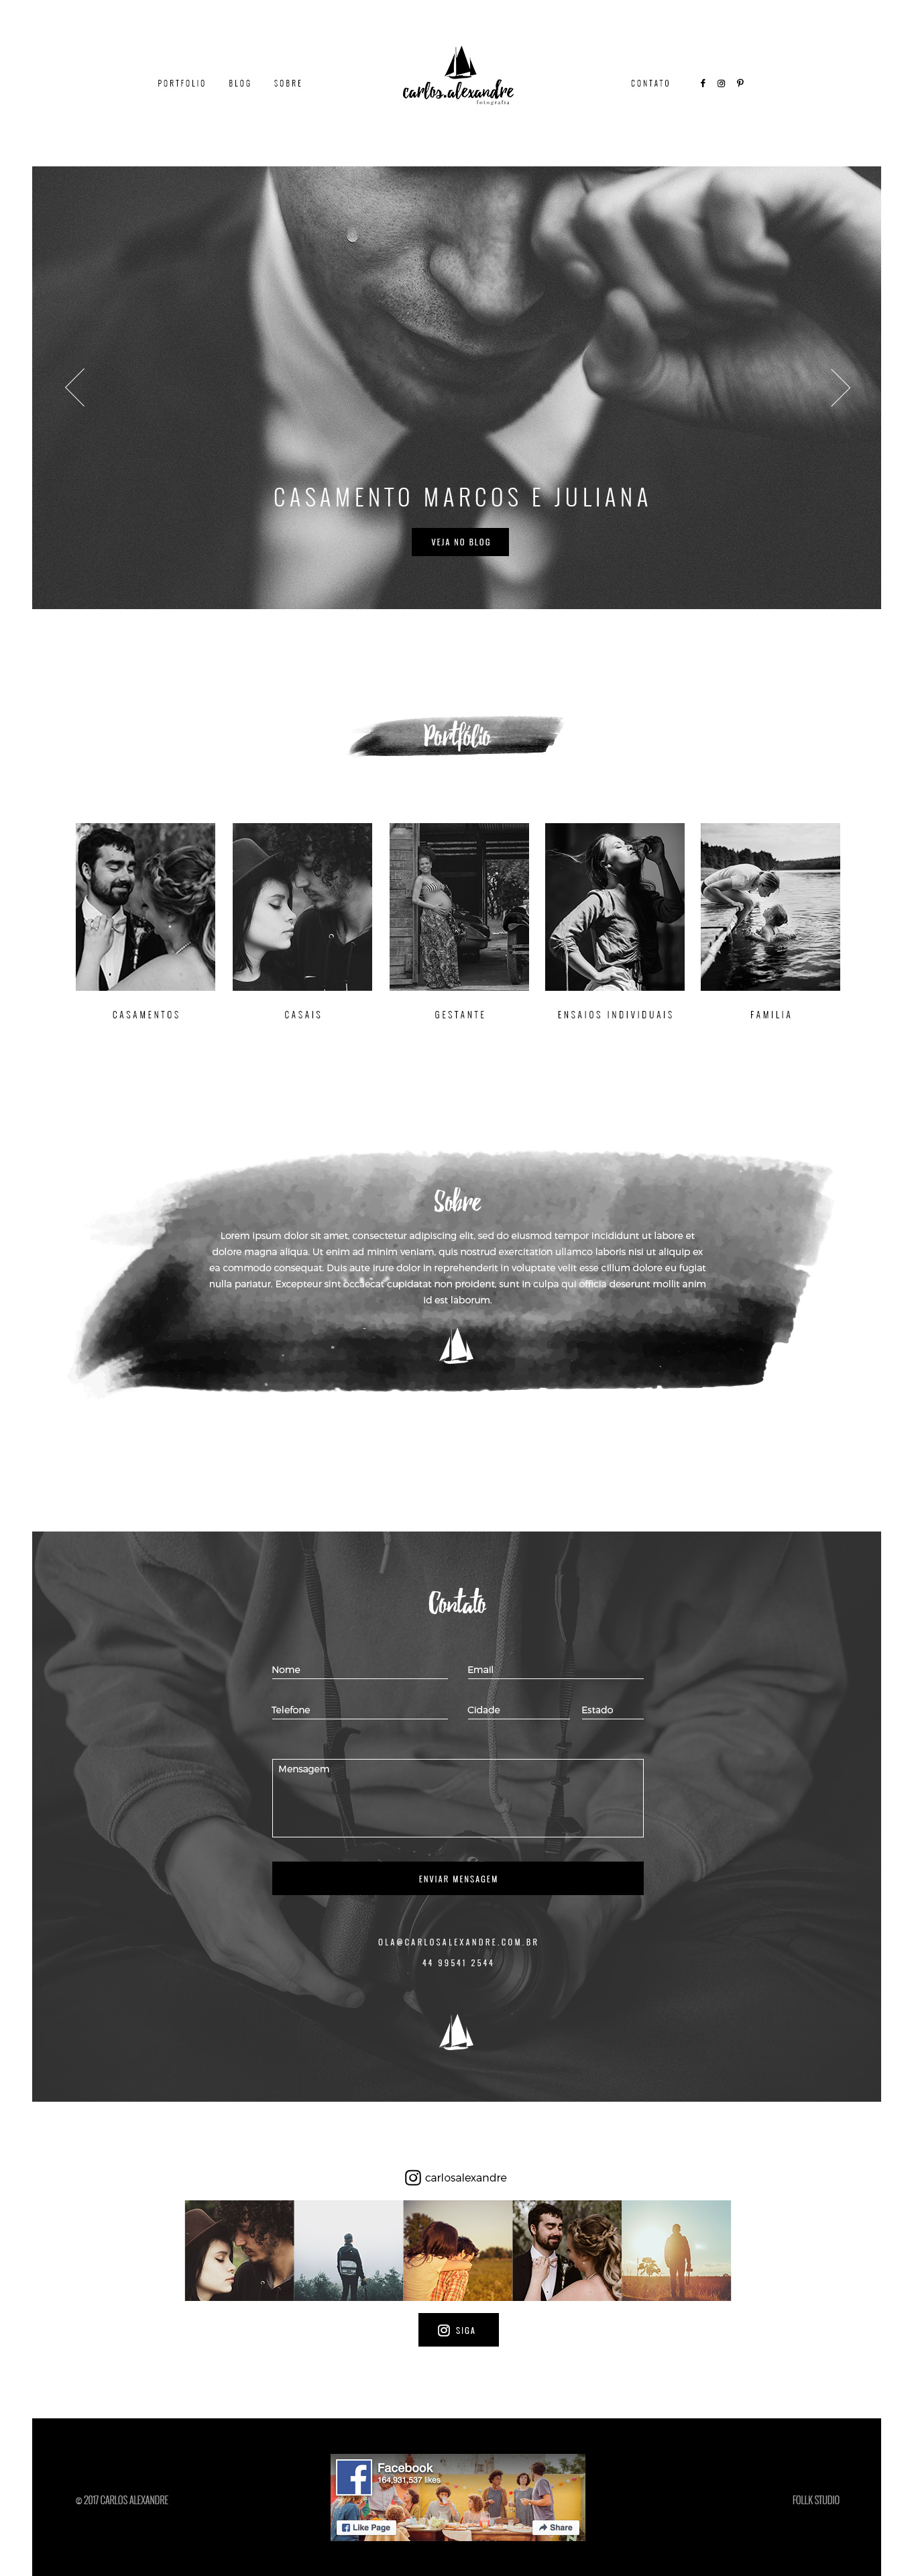 PORTFOLIO
BLOG
SOBRE
carlos.alexandre
fotografia
CONTATO
CASAMENTO MARCOS E JULIANA
VEJA NO BLOG
Portfólio
CASAMENTOS
CASAIS
GESTANTE
ENSAIOS INDIVIDUAIS
FAMILIA
Sobre
Lorem ipsum dolor sit amet, consectetur adipiscing elit, sed do eiusmod tempor incididunt ut labore et
dolore magna aliqua. Ut enim ad minim veniam, quis nostrud exercitation ullamco laboris nisi ut aliquip ex
ea commodo consequat. Duis aute irure dolor in reprehenderit in voluptate velit esse cillum dolore eu fugiat
nulla pariatur. Excepteur sint occaecat cupidatat non proident, sunt in culpa qui officia deserunt mollit anim
id est laborum.
Contato
Nome
Email
Telefone
Cidade
Estado
Mensagem
ENVIAR MENSAGEM
OLA@CARLOSALEXANDRE.COM.BR
44 99541 2544
carlosalexandre
SIGA
© 2017 CARLOS ALEXANDRE
Facebook
164,931,537 likes
Like Page
Share
FOLLK STUDIO